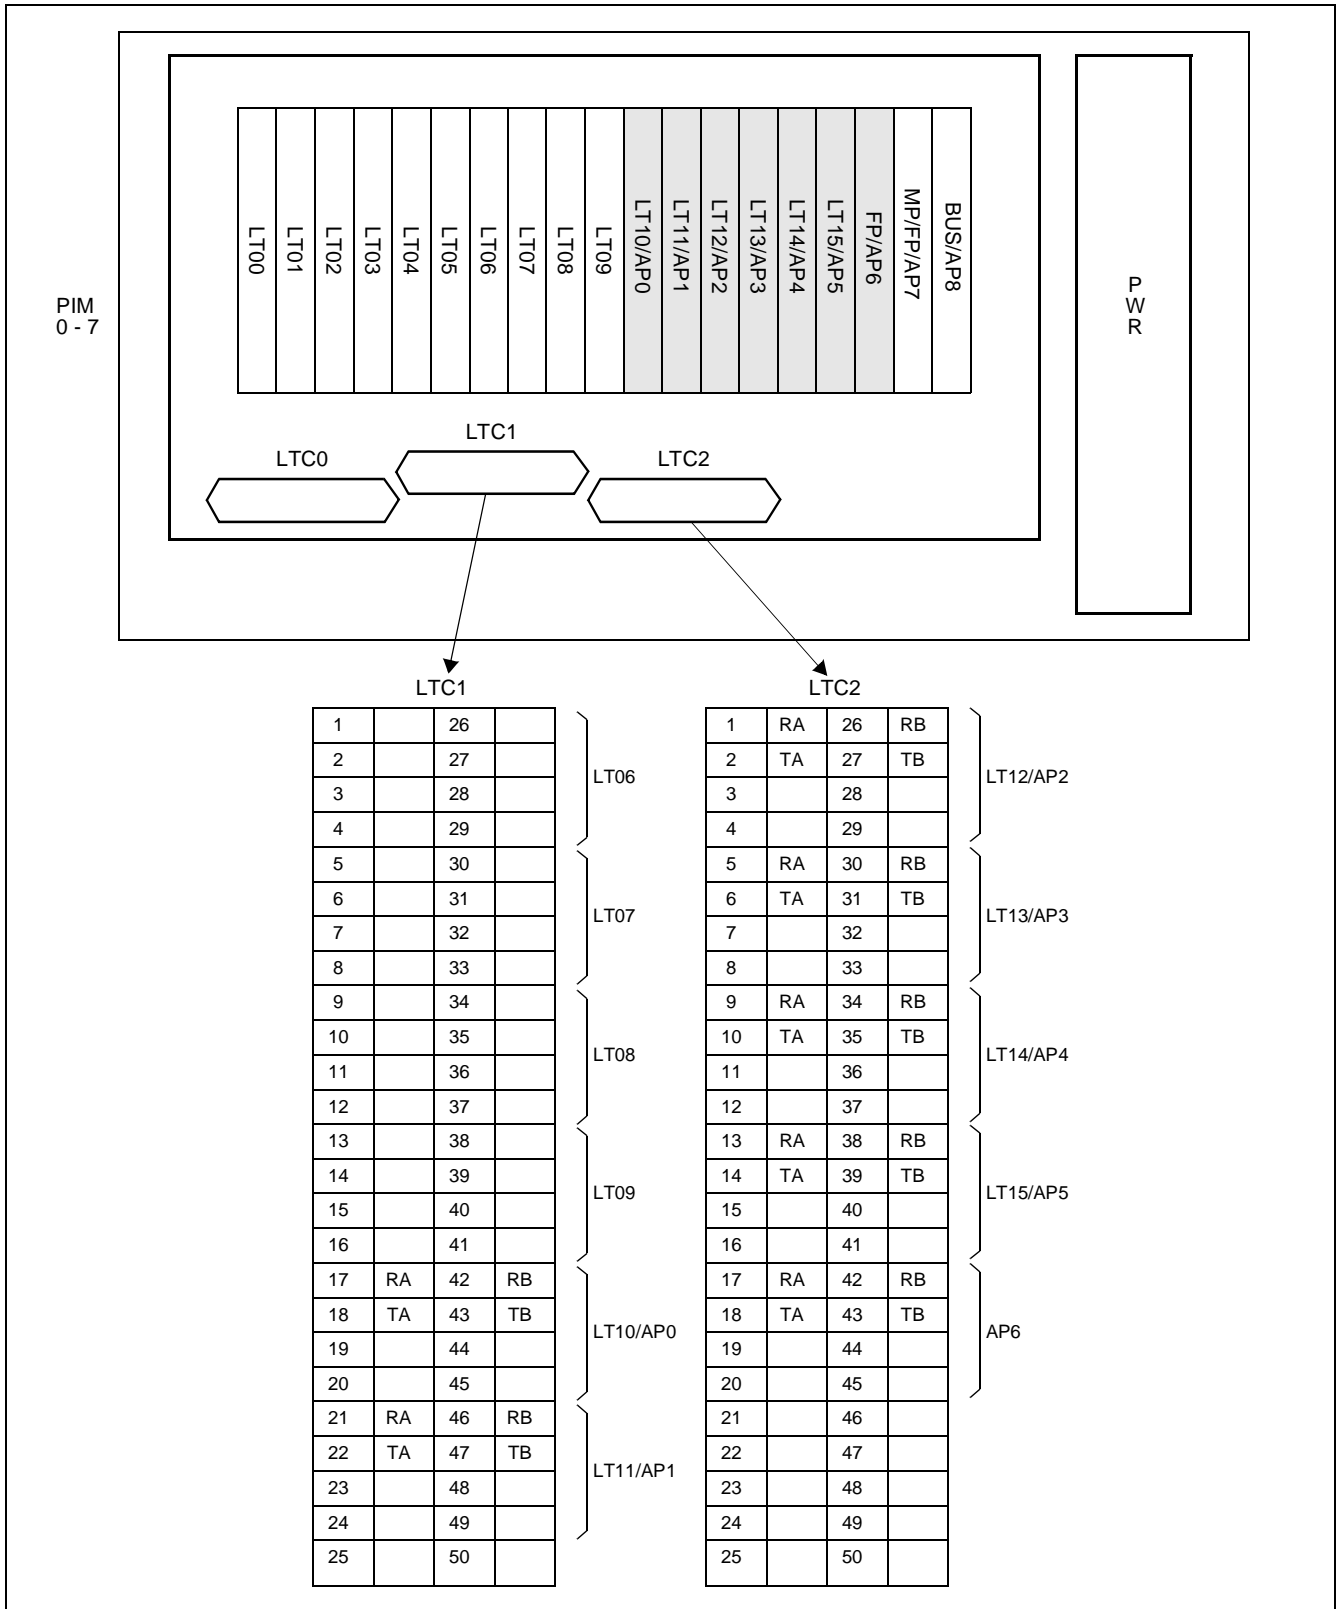 LT00
LT01
LT02
LT03
LT04
LT05
LT06
LT07
LT08
LT09
LT10/AP0
LT11/AP1
LT12/AP2
LT13/AP3
LT14/AP4
LT15/AP5
FP/AP6
MP/FP/AP7
BUS/AP8
PIM
0 - 7
P
W
R
LTC0
LTC1
LTC2
LTC1
1 26
2 27
3 28
4 29
LT06
5 30
6 31
7 32
8 33
LT07
9 34
10 35
11 36
12 37
LT08
13 38
14 39
15 40
16 41
LT09
17 RA 42 RB
18 TA 43 TB
19 44
20 45
LT10/AP0
21 RA 46 RB
22 TA 47 TB
23 48
24 49
LT11/AP1
25 50
LTC2
1 RA 26 RB
2 TA 27 TB
3 28
4 29
LT12/AP2
5 RA 30 RB
6 TA 31 TB
7 32
8 33
LT13/AP3
9 RA 34 RB
10 TA 35 TB
11 36
12 37
LT14/AP4
13 RA 38 RB
14 TA 39 TB
15 40
16 41
LT15/AP5
17 RA 42 RB
18 TA 43 TB
19 44
20 45
AP6
21 46
22 47
23 48
24 49
25 50